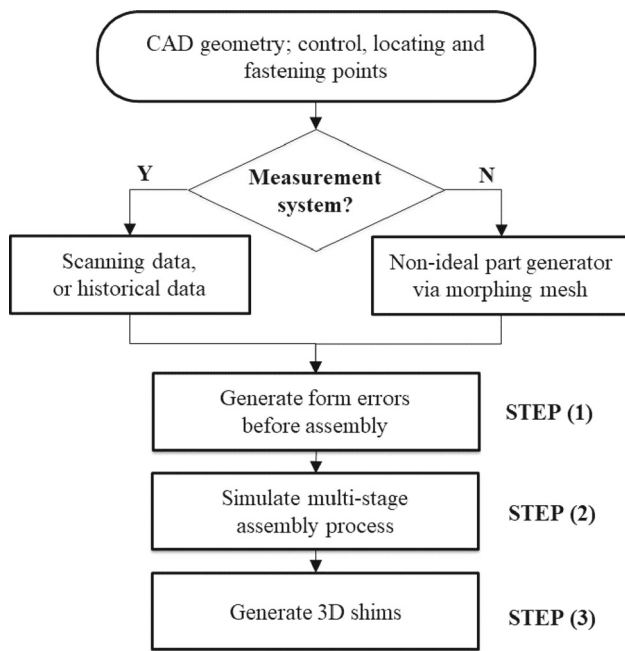 CAD geometry; control, locating and
fastening points
Y
Measurement
system?
N
Scanning data,
or historical data
Non-ideal part generator
via morphing mesh
Generate form errors
before assembly
STEP (1)
Simulate multi-stage
assembly process
STEP (2)
Generate 3D shims
STEP (3)